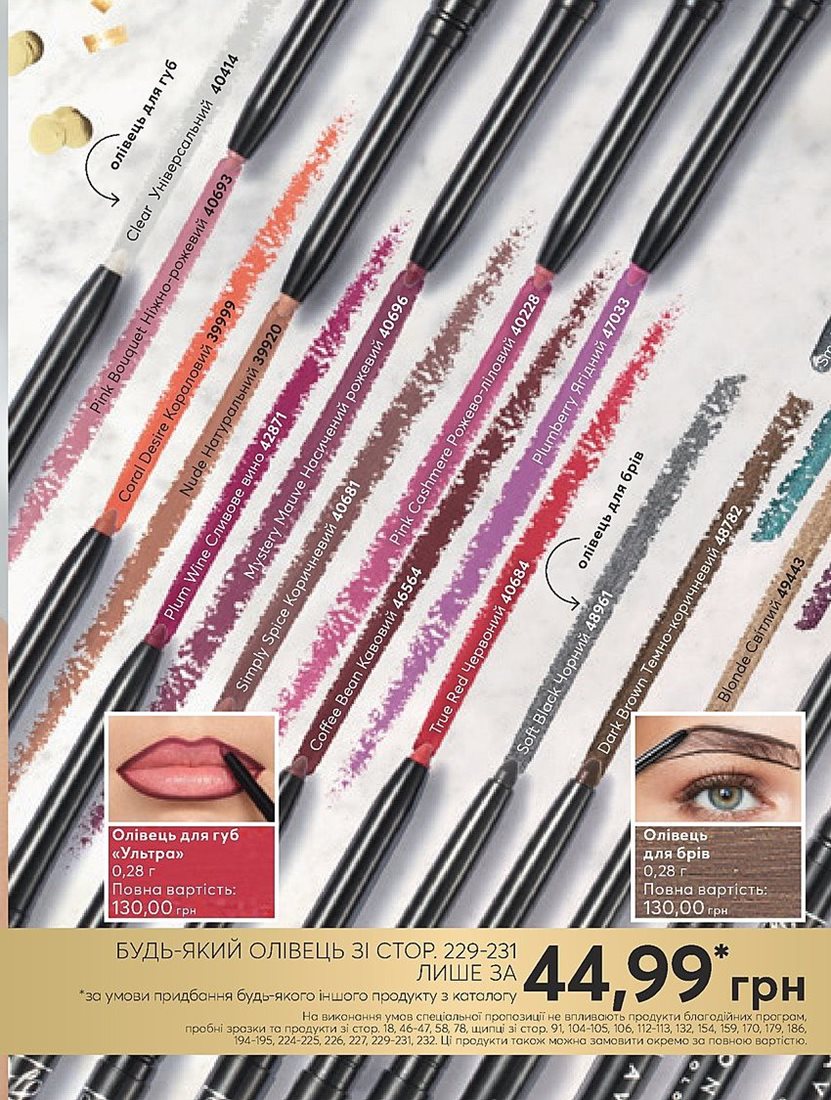 олівець для губ
Clear Універсальний 40414
Pink Bouquet Ніжно-рожевий 40693
Coral Desire Кораловий 39999
Nude Натуральний 39920
Plum Wine Сливове вино 42871
Mystery Mauve Насичений рожевий 40696
Simply Spice Коричневий 40681
Pink Cashmere Рожево-ліловий 40228
Coffee Bean Кавовий 46564
Plumberry Ягідний 47033
True Red Червоний 40684
олівець для брів
Soft Black Чорний 48961
Dark Brown Темно-коричневий 48782
Blonde Світлий 49443
Олівець для губ
«Ультра»
0,28 г
Повна вартість:
130,00 грн
Олівець
для брів
0,28 г
Повна вартість:
130,00 грн
БУДЬ-ЯКИЙ ОЛІВЕЦЬ ЗІ СТОР. 229-231
ЛИШЕ ЗА 44,99* грн
*за умови придбання будь-якого іншого продукту з каталогу
На виконання умов спеціальної пропозиції не впливають продукти благодійних програм,
пробні зразки та продукти зі стор. 18, 46-47, 58, 78, щипці зі стор. 91, 104-105, 106, 112-113, 132, 154, 159, 170, 179, 186,
194-195, 224-225, 226, 227, 229-231, 232. Ці продукти також можна замовити окремо за повною вартістю.